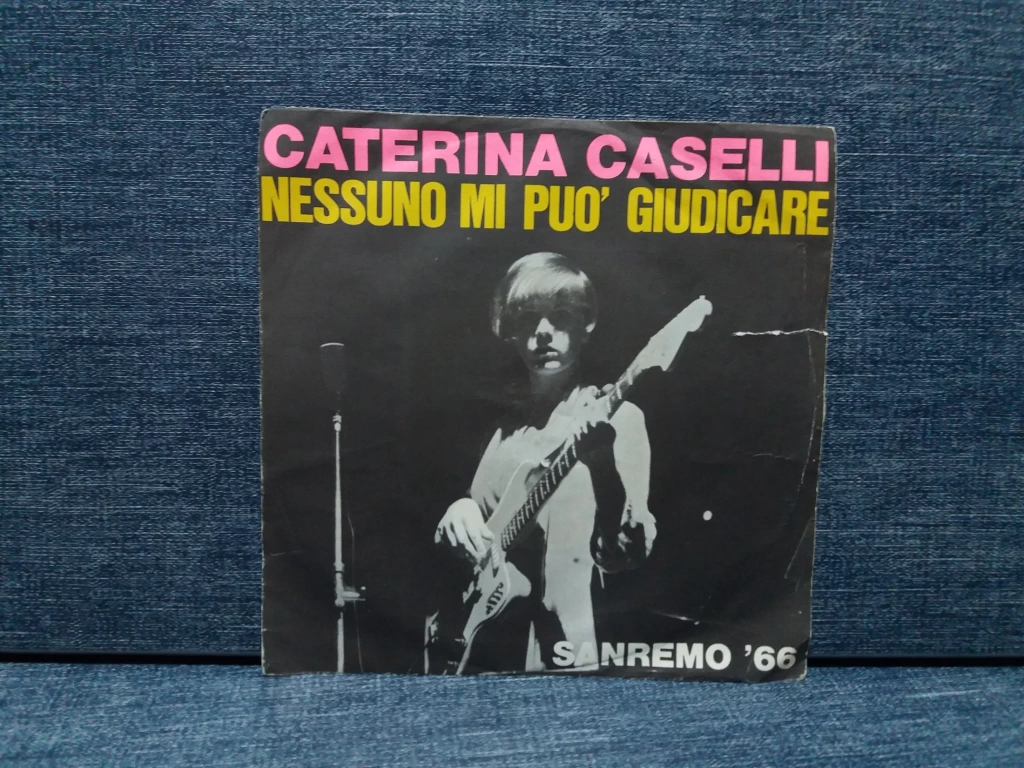 CATERINA CASELLI
NESSUNO MI PUO' GIUDICARE
SANREMO '66